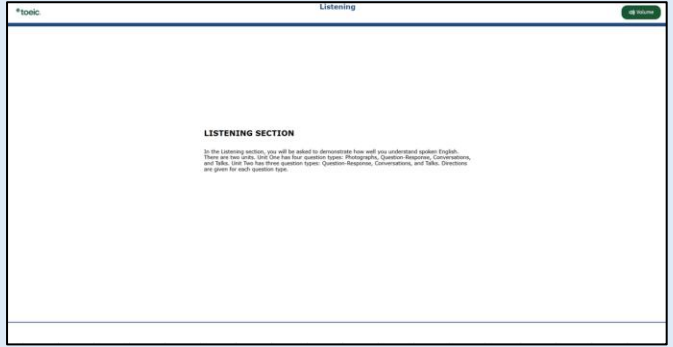 toeic.
Listening
Volume
LISTENING SECTION
In the Listening section, you will be asked to demonstrate how well you understand spoken English.
There are two units. Unit One has four question types: Photographs, Question-Response, Conversations,
and Talks. Unit Two has three question types: Question-Response, Conversations, and Talks. Directions
are given for each question type.